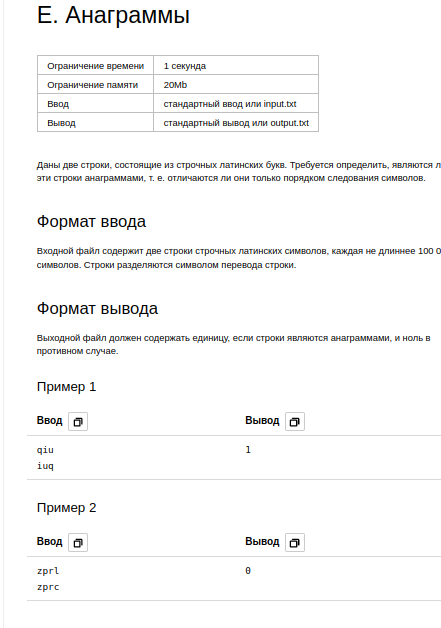 Е. Анаграммы
Ограничение времени 1 секунда
Ограничение памяти 20Mb
Ввод стандартный ввод или input.txt
Вывод стандартный вывод или output.txt
Даны две строки, состоящие из строчных латинских букв. Требуется определить, являются л
эти строки анаграммами, т. е. отличаются ли они только порядком следования символов.
Формат ввода
Входной файл содержит две строки строчных латинских символов, каждая не длиннее 100 0
символов. Строки разделяются символом перевода строки.
Формат вывода
Выходной файл должен содержать единицу, если строки являются анаграммами, и ноль в
противном случае.
Пример 1
Ввод Вывод
qiu 1
iuq
Пример 2
Ввод Вывод
zprl 0
zprc